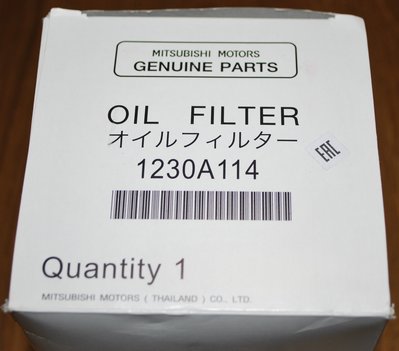 MITSUBISHI MOTORS
GENUINE PARTS
OIL FILTER
オイルフィルター
1230A114
EAC
Quantity 1
MITSUBISHI MOTORS ( THAILAND ) CO., LTD.